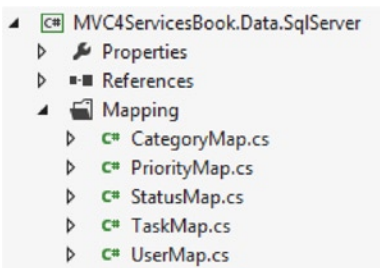 C# MVC4ServicesBook.Data.SqlServer
Properties
References
Mapping
C# CategoryMap.cs
C# PriorityMap.cs
C# StatusMap.cs
C# TaskMap.cs
C# UserMap.cs